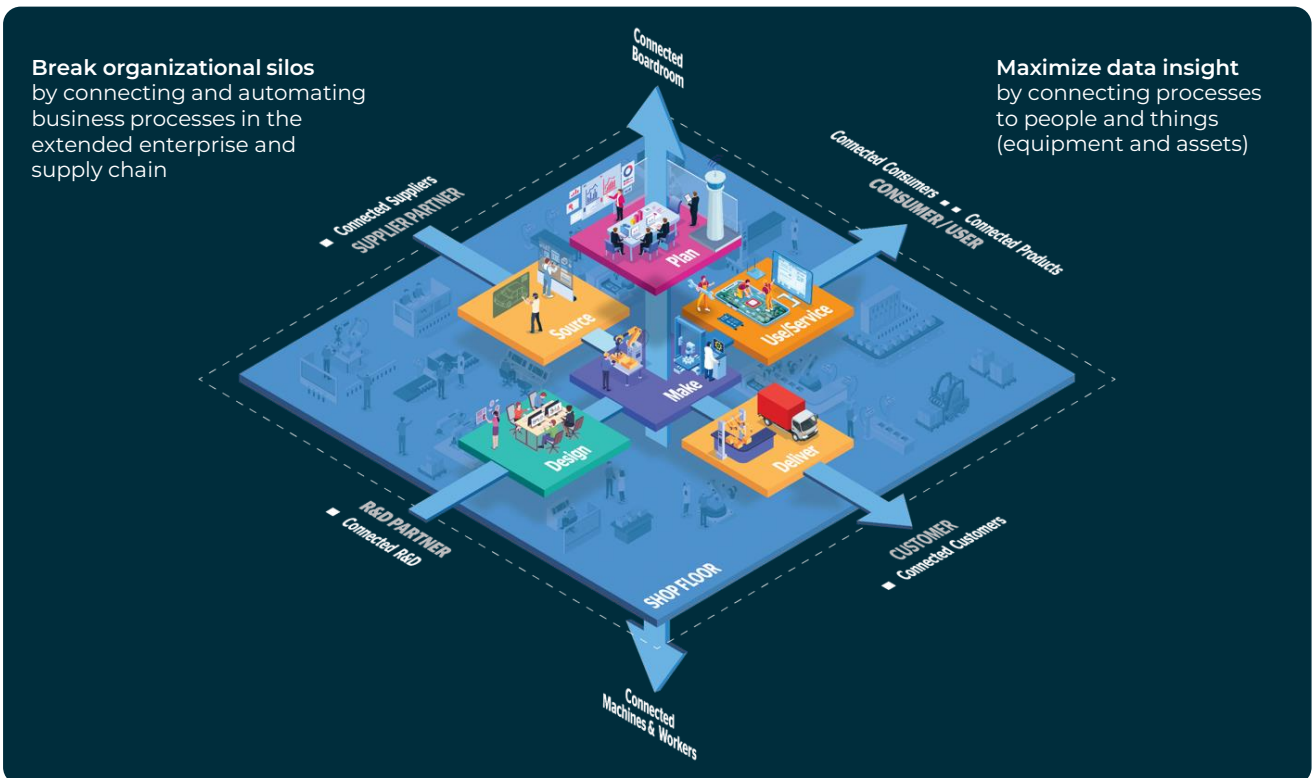 Break organizational silos
by connecting and automating
business processes in the
extended enterprise and
supply chain
Connected
Boardroom
Maximize data insight
by connecting processes
to people and things
(equipment and assets)
Connected Suppliers
SUPPLIER PARTNER
Connected Consumers
CONSUMER / USER
Connected Products
Plan
Source
Use/Service
Make
Design
Deliver
R&D PARTNER
Connected R&D
CUSTOMER
Connected Customers
SHOP FLOOR
Connected
Machines & Workers